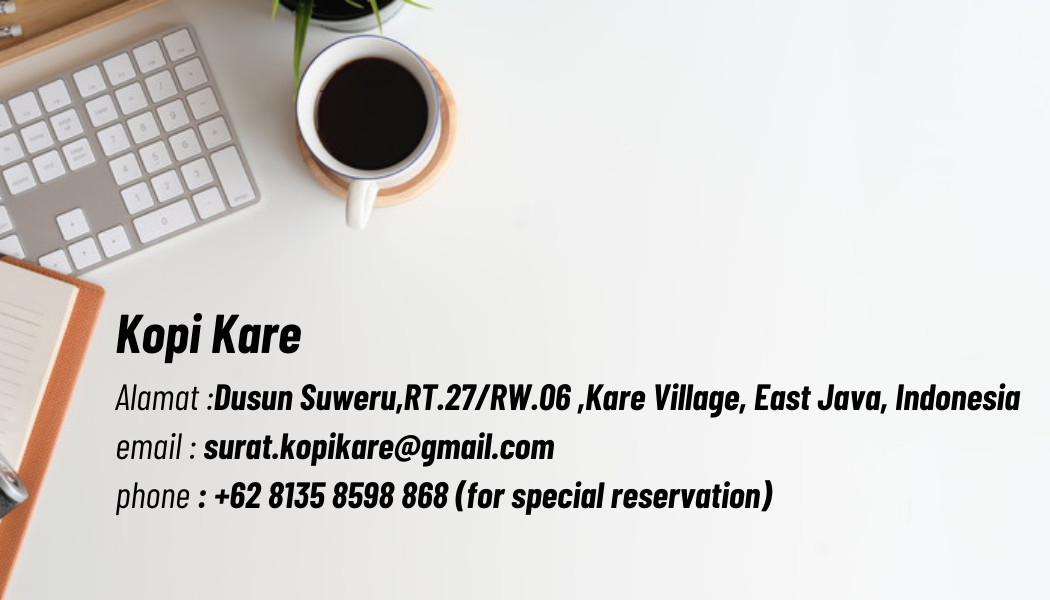 Kopi Kare
Alamat :Dusun Suweru,RT.27/RW.06 ,Kare Village, East Java, Indonesia
email : surat.kopikare@gmail.com
phone : +62 8135 8598 868 (for special reservation)